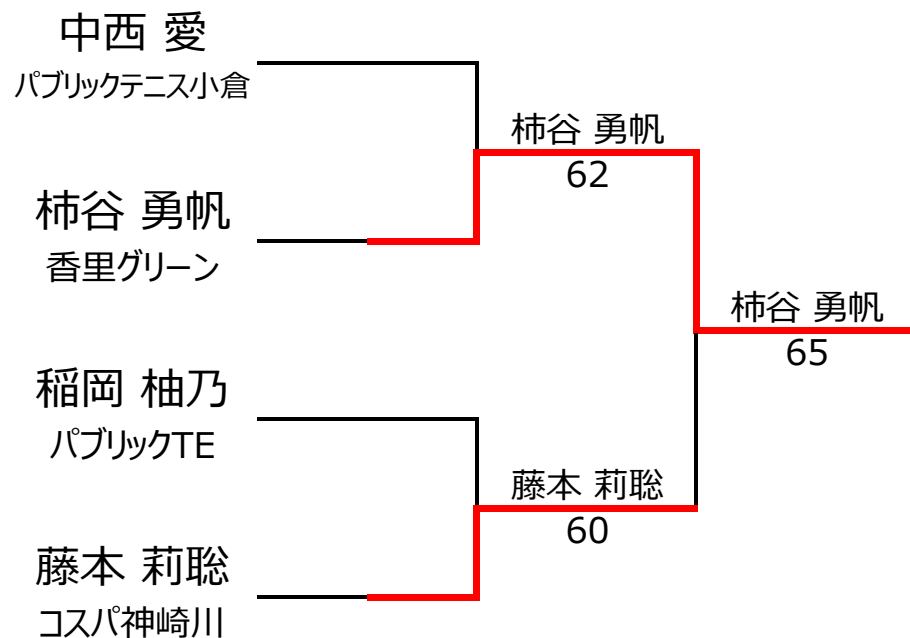 中西 愛
パブリックテニス小倉
柿谷 勇帆
62
柿谷 勇帆
香里グリーン
柿谷 勇帆
65
稲岡 柚乃
パブリックTE
藤本 莉聡
60
藤本 莉聡
コスパ神崎川